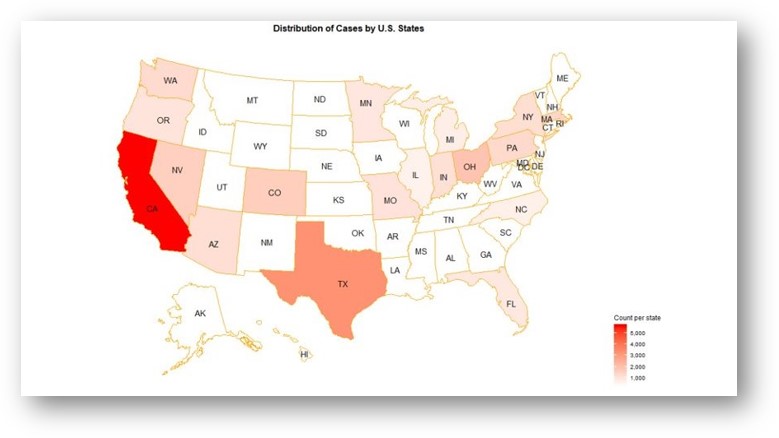 Distribution of Cases by U.S. States
WA
MT
ND
MN
ME
VT
NH
OR
ID
SD
WI
MI
NY
MA
CT
RI
WY
IA
PA
NJ
NV
UT
CO
NE
IL
IN
OH
MD
DE
DC
WV
VA
CA
KS
MO
KY
NC
AZ
NM
OK
AR
TN
SC
MS
AL
GA
TX
LA
FL
AK
HI
Count per state
5,000
4,000
3,000
2,000
1,000